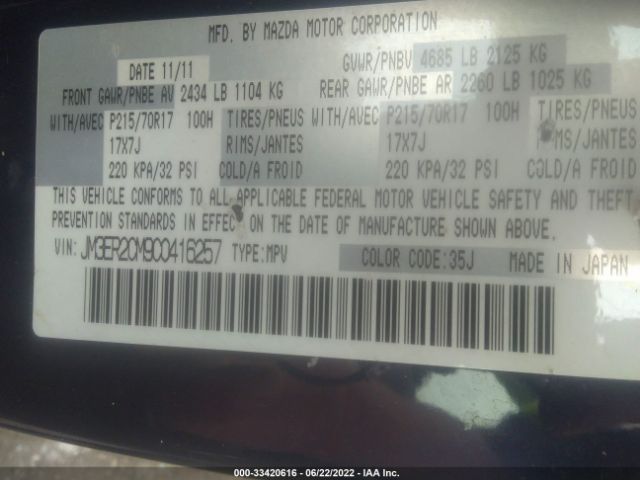 MFD. BY MAZDA MOTOR CORPORATION
DATE 11/11 GVWR/PNBV 4685 LB 2125 KG
FRONT GAWR/PNBE AV 2434 LB 1104 KG REAR GAWR/PNBE AR 2260 LB 1025 KG
WITH/AVEC P215/70R17 100H TIRES/PNEUS WITH/AVEC P215/70R17 100H TIRES/PNEUS
17X7J RIMS/JANTES 17X7J RIMS/JANTES
220 KPA/32 PSI COLD/A FROID 220 KPA/32 PSI COLD/A FROID
THIS VEHICLE CONFORMS TO ALL APPLICABLE FEDERAL MOTOR VEHICLE SAFETY AND THEFT
PREVENTION STANDARDS IN EFFECT ON THE DATE OF MANUFACTURE SHOWN ABOVE.
VIN: JM3ER2CM9C0416257 TYPE:MPV COLOR CODE:35J MADE IN JAPAN
000-33420616 - 06/22/2022 - IAA Inc.